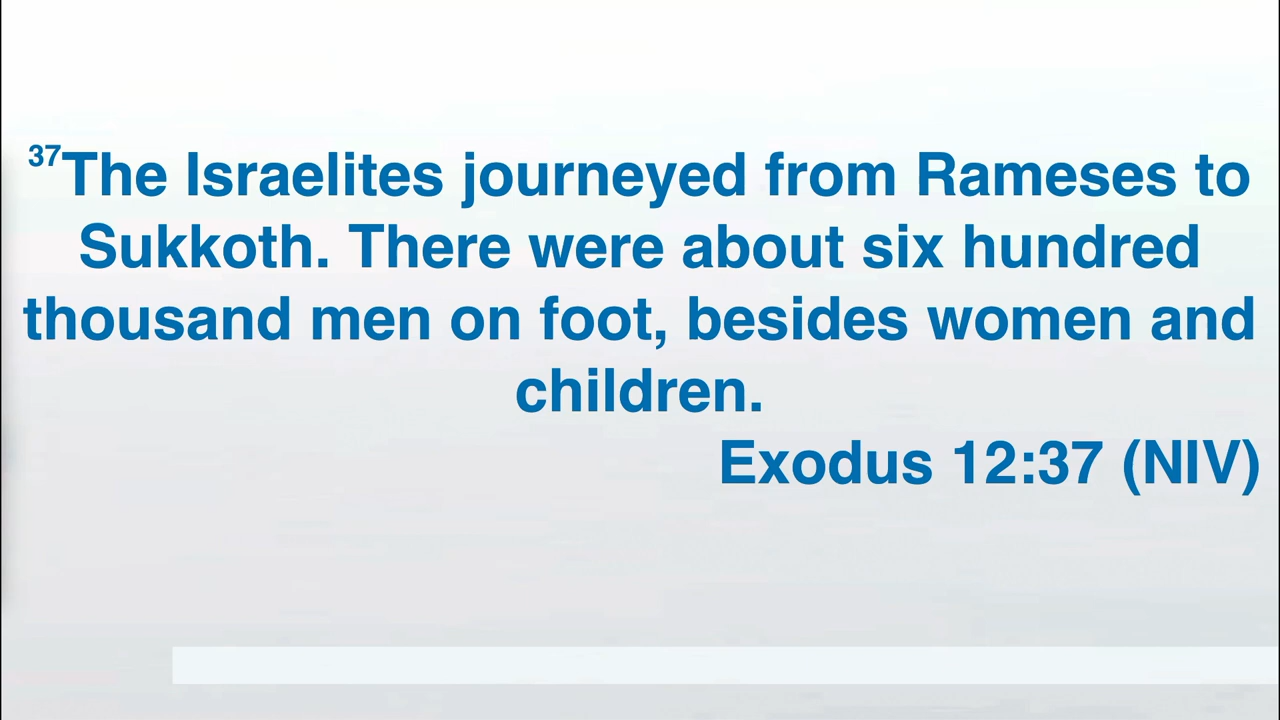 37The Israelites journeyed from Rameses to
Sukkoth. There were about six hundred
thousand men on foot, besides women and
children.
Exodus 12:37 (NIV)